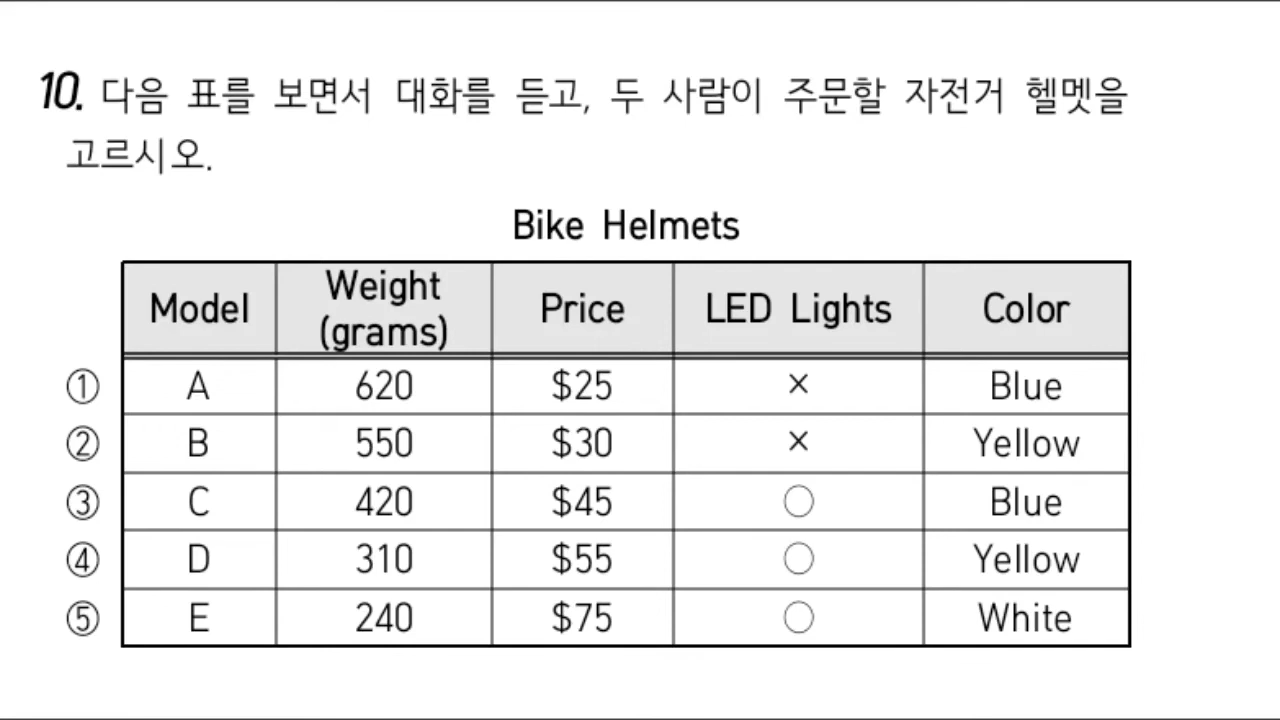 10. 다음 표를 보면서 대화를 듣고, 두 사람이 주문할 자전거 헬멧을
고르시오.
Bike Helmets
Model Weight (grams) Price LED Lights Color
① A 620 $25 × Blue
② B 550 $30 × Yellow
③ C 420 $45 ○ Blue
④ D 310 $55 ○ Yellow
⑤ E 240 $75 ○ White